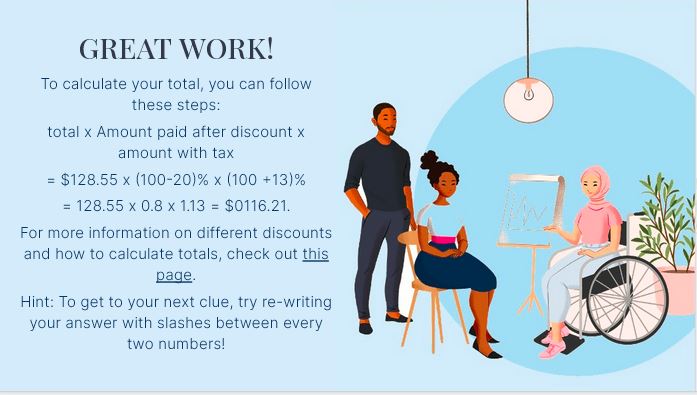 GREAT WORK!
To calculate your total, you can follow
these steps:
total x Amount paid after discount x
amount with tax
= $128.55 x (100-20)% x (100 +13)%
= 128.55 x 0.8 x 1.13 = $0116.21.
For more information on different discounts
and how to calculate totals, check out this
page.
Hint: To get to your next clue, try re-writing
your answer with slashes between every
two numbers!